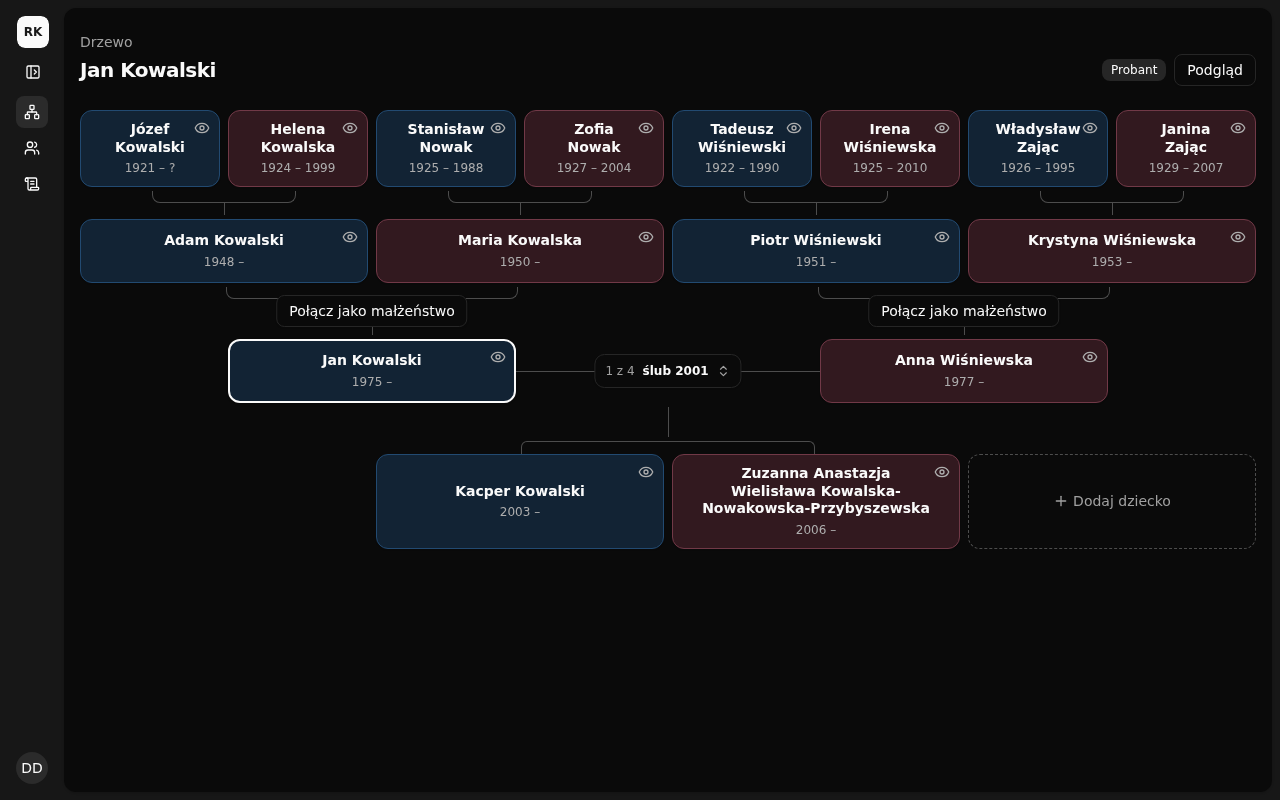 RK
Drzewo
Jan Kowalski
Probant
Podgląd
Józef
Kowalski
1921 – ?
Helena
Kowalska
1924 – 1999
Stanisław
Nowak
1925 – 1988
Zofia
Nowak
1927 – 2004
Tadeusz
Wiśniewski
1922 – 1990
Irena
Wiśniewska
1925 – 2010
Władysław
Zając
1926 – 1995
Janina
Zając
1929 – 2007
Adam Kowalski
1948 –
Maria Kowalska
1950 –
Piotr Wiśniewski
1951 –
Krystyna Wiśniewska
1953 –
Połącz jako małżeństwo
Połącz jako małżeństwo
Jan Kowalski
1975 –
1 z 4 ślub 2001
Anna Wiśniewska
1977 –
Kacper Kowalski
2003 –
Zuzanna Anastazja
Wielisława Kowalska-
Nowakowska-Przybyszewska
2006 –
+ Dodaj dziecko
DD